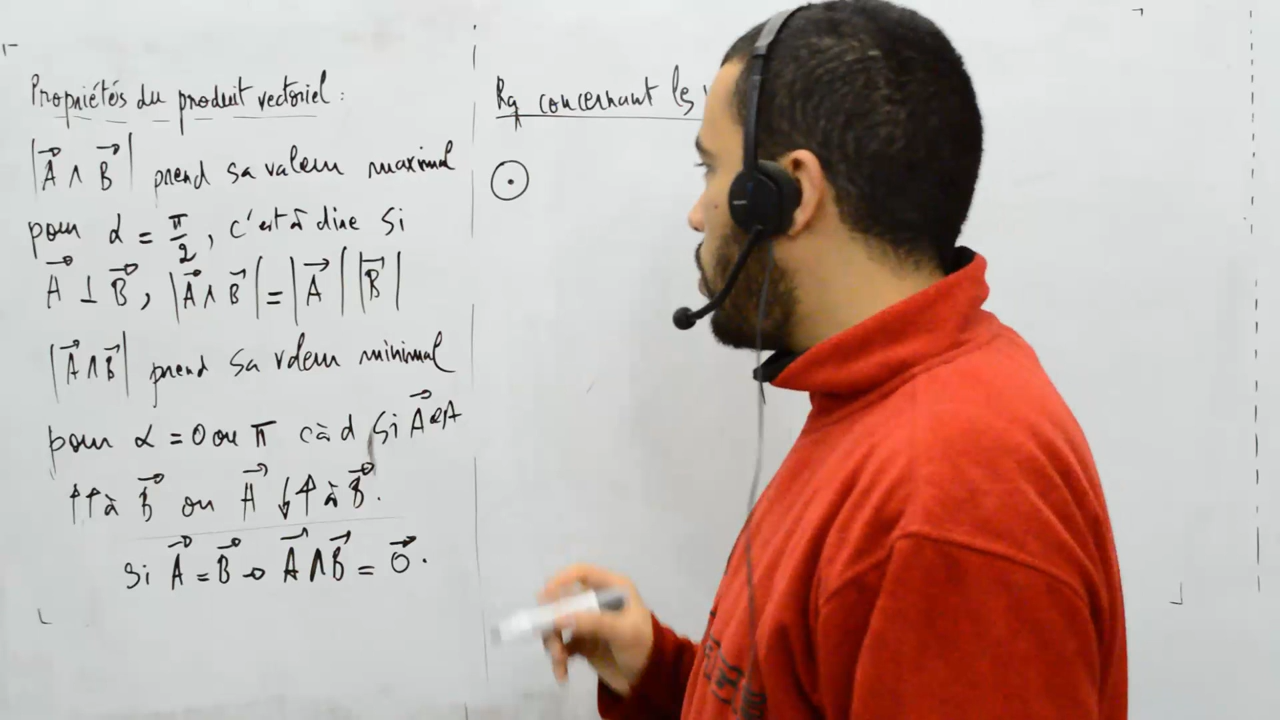 Propriétés du produit vectoriel :
|A⃗ ∧ B⃗| prend sa valeur maximal
pour α = π/2, c'est à dire si
A⃗ ⊥ B⃗, |A⃗ ∧ B⃗| = |A⃗| |B⃗|
|A⃗ ∧ B⃗| prend sa valeur minimal
pour α = 0 ou π càd si A⃗
↑↑ à B⃗ ou A⃗ ↓↑ à B⃗.
si A⃗ = B⃗ → A⃗ ∧ B⃗ = 0⃗.
Rq concernant les